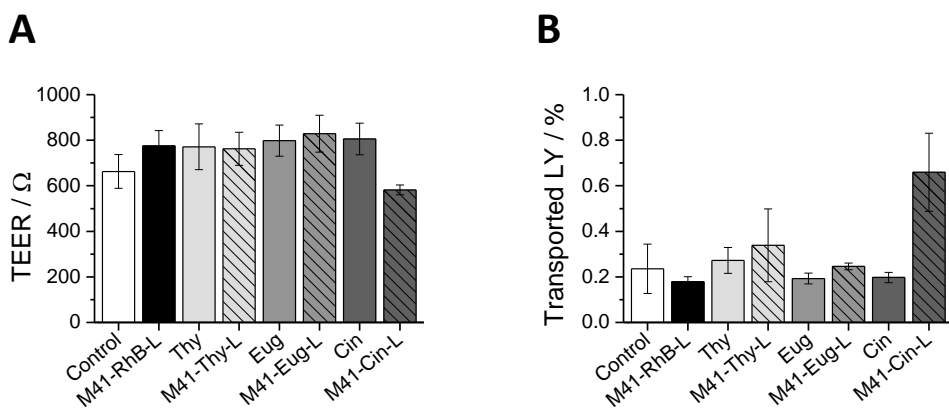 A
TEER / Ω
1000
800
600
400
200
0
Control
M41-RhB-L
Thy
M41-Thy-L
Eug
M41-Eug-L
Cin
M41-Cin-L
B
Transported LY / %
1.0
0.8
0.6
0.4
0.2
0.0
Control
M41-RhB-L
Thy
M41-Thy-L
Eug
M41-Eug-L
Cin
M41-Cin-L